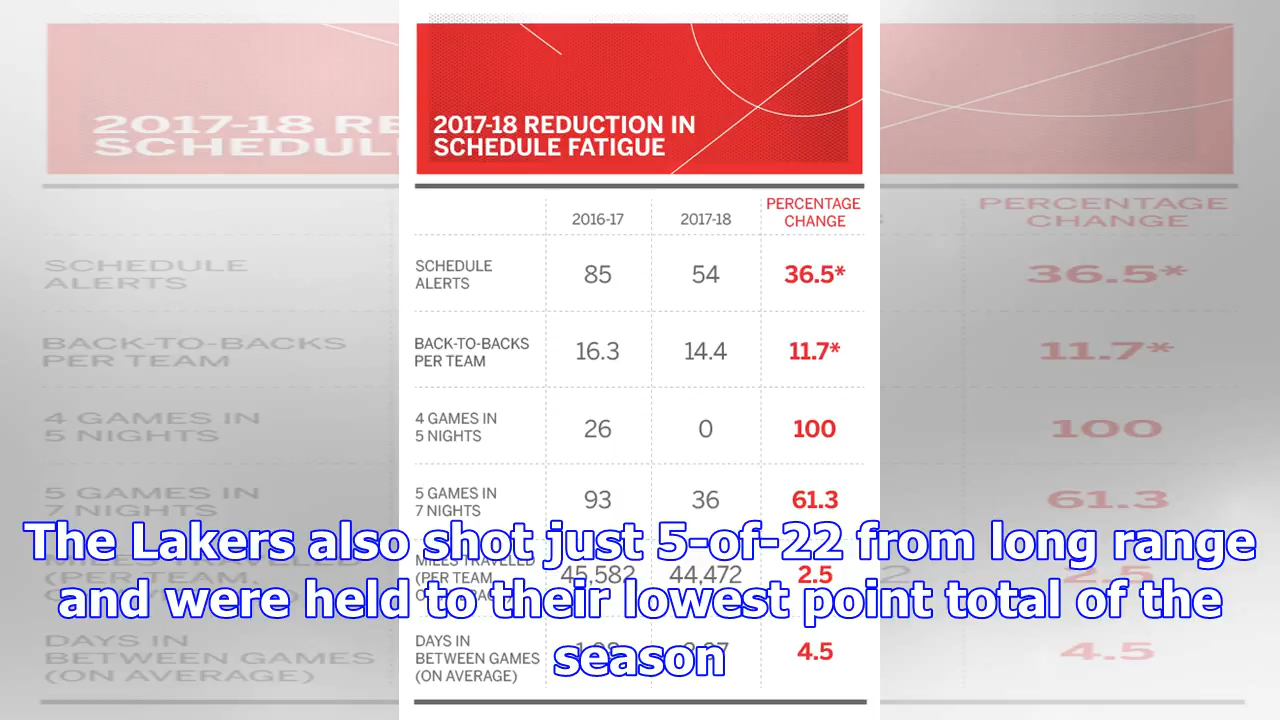 2017-18 REDUCTION IN
SCHEDULE FATIGUE
2016-17 2017-18 PERCENTAGE
CHANGE
SCHEDULE
ALERTS 85 54 36.5*
BACK-TO-BACKS
PER TEAM 16.3 14.4 11.7*
4 GAMES IN
5 NIGHTS 26 0 100
5 GAMES IN
7 NIGHTS 93 36 61.3
MILES TRAVELED
(PER TEAM, 45,582 44,472 2.5
DAYS IN
BETWEEN GAMES 4.5
(ON AVERAGE)
The Lakers also shot just 5-of-22 from long range
and were held to their lowest point total of the
season